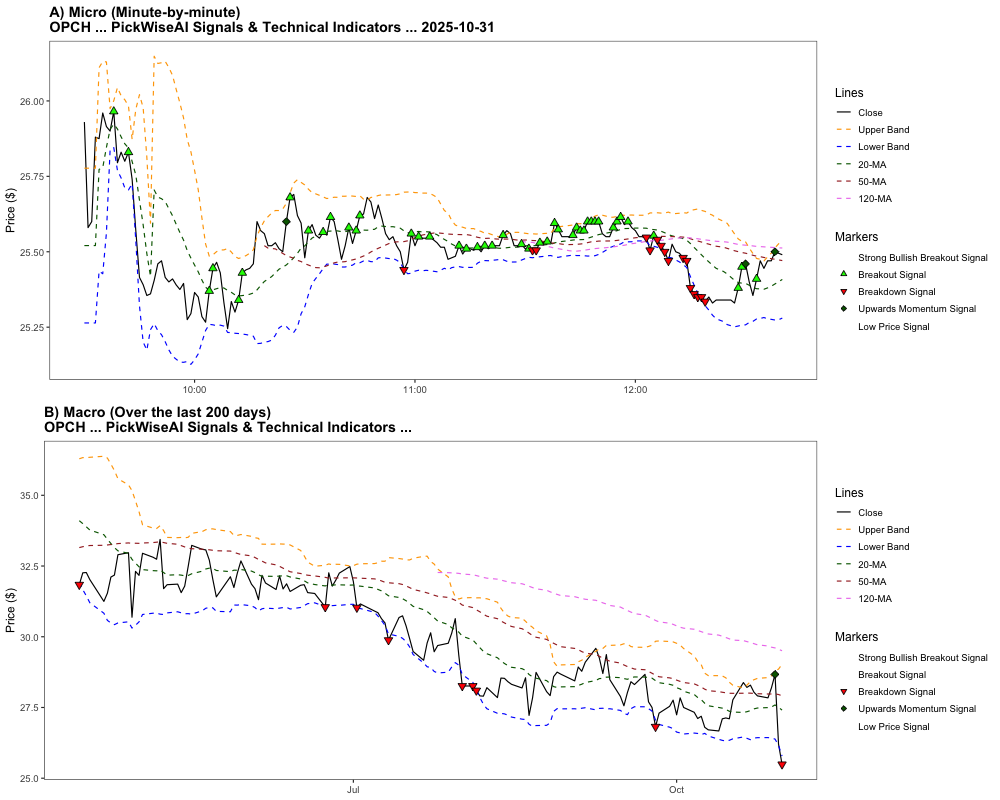 A) Micro (Minute-by-minute)
OPCH ... PickWiseAI Signals & Technical Indicators ... 2025-10-31
Price ($)
26.00
25.75
25.50
25.25
10:00
11:00
12:00
Lines
Close
Upper Band
Lower Band
20-MA
50-MA
120-MA
Markers
Strong Bullish Breakout Signal
Breakout Signal
Breakdown Signal
Upwards Momentum Signal
Low Price Signal
B) Macro (Over the last 200 days)
OPCH ... PickWiseAI Signals & Technical Indicators ...
Price ($)
35.0
32.5
30.0
27.5
25.0
Jul
Oct
Lines
Close
Upper Band
Lower Band
20-MA
50-MA
120-MA
Markers
Strong Bullish Breakout Signal
Breakout Signal
Breakdown Signal
Upwards Momentum Signal
Low Price Signal